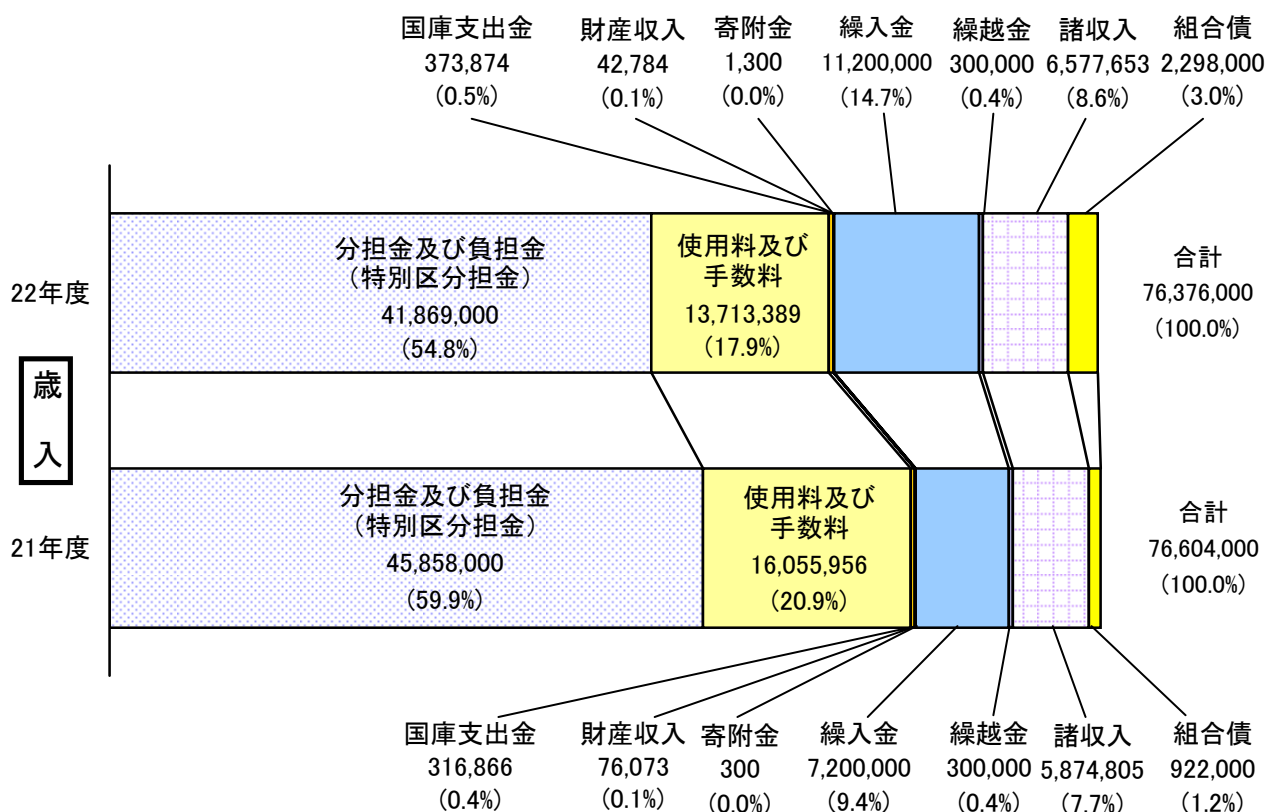 国庫支出金
373,874
(0.5%)
財産収入
42,784
(0.1%)
寄附金
1,300
(0.0%)
繰入金
11,200,000
(14.7%)
繰越金
300,000
(0.4%)
諸収入
6,577,653
(8.6%)
組合債
2,298,000
(3.0%)
22年度
分担金及び負担金
(特別区分担金)
41,869,000
(54.8%)
使用料及び
手数料
13,713,389
(17.9%)
合計
76,376,000
(100.0%)
歳
入
21年度
分担金及び負担金
(特別区分担金)
45,858,000
(59.9%)
使用料及び
手数料
16,055,956
(20.9%)
合計
76,604,000
(100.0%)
国庫支出金
316,866
(0.4%)
財産収入
76,073
(0.1%)
寄附金
300
(0.0%)
繰入金
7,200,000
(9.4%)
繰越金
300,000
(0.4%)
諸収入
5,874,805
(7.7%)
組合債
922,000
(1.2%)